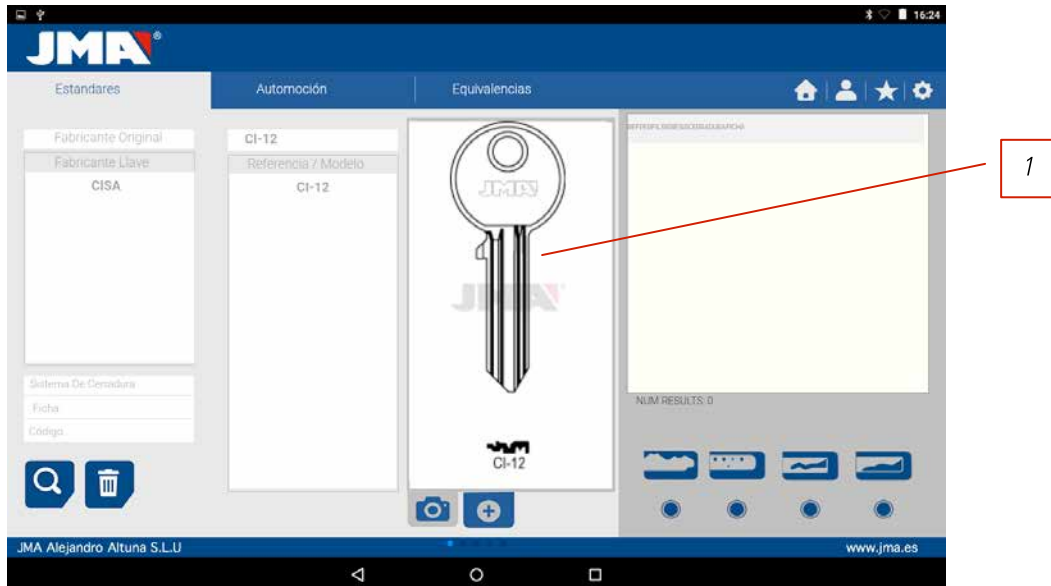 16:24
JMA®
Estandares
Automoción
Equivalencias
Fabricante Original
Fabricante Llave
CISA
CI-12
Referencia / Modelo
CI-12
JMA
JMA
CI-12
NUM RESULTS: 0
1
Sistema De Cerradura
Ficha
Código
JMA Alejandro Altuna S.L.U
www.jma.es